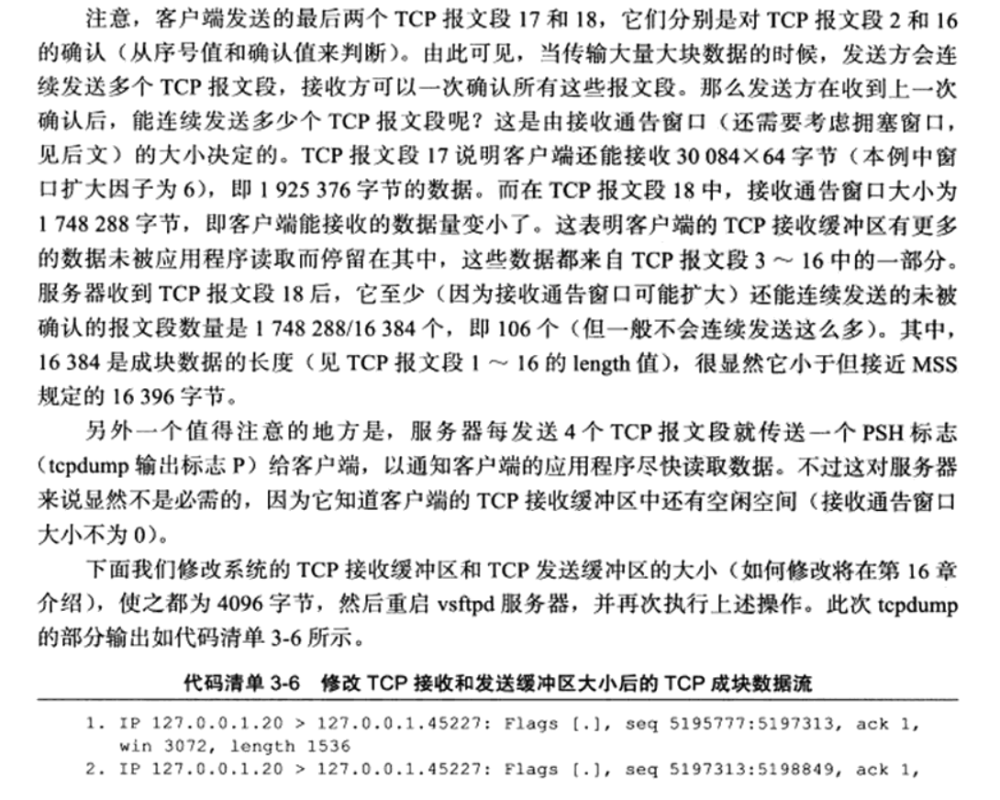 注意，客户端发送的最后两个 TCP 报文段 17 和 18，它们分别是对 TCP 报文段 2 和 16
的确认（从序号值和确认值来判断）。由此可见，当传输大量大块数据的时候，发送方会连
续发送多个 TCP 报文段，接收方可以一次确认所有这些报文段。那么发送方在收到上一次
确认后，能连续发送多少个 TCP 报文段呢？这是由接收通告窗口（还需要考虑拥塞窗口，
见后文）的大小决定的。TCP 报文段 17 说明客户端还能接收 30 084×64 字节（本例中窗
口扩大因子为 6），即 1 925 376 字节的数据。而在 TCP 报文段 18 中，接收通告窗口大小为
1 748 288 字节，即客户端能接收的数据量变小了。这表明客户端的 TCP 接收缓冲区有更多
的数据未被应用程序读取而停留在其中，这些数据都来自 TCP 报文段 3 ～ 16 中的一部分。
服务器收到 TCP 报文段 18 后，它至少（因为接收通告窗口可能扩大）还能连续发送的未被
确认的报文段数量是 1 748 288/16 384 个，即 106 个（但一般不会连续发送这么多）。其中，
16 384 是成块数据的长度（见 TCP 报文段 1 ～ 16 的 length 值），很显然它小于但接近 MSS
规定的 16 396 字节。
另外一个值得注意的地方是，服务器每发送 4 个 TCP 报文段就传送一个 PSH 标志
（tcpdump 输出标志 P）给客户端，以通知客户端的应用程序尽快读取数据。不过这对服务器
来说显然不是必需的，因为它知道客户端的 TCP 接收缓冲区中还有空闲空间（接收通告窗口
大小不为 0）。
下面我们修改系统的 TCP 接收缓冲区和 TCP 发送缓冲区的大小（如何修改将在第 16 章
介绍），使之都为 4096 字节，然后重启 vsftpd 服务器，并再次执行上述操作。此次 tcpdump
的部分输出如代码清单 3-6 所示。
代码清单 3-6 修改 TCP 接收和发送缓冲区大小后的 TCP 成块数据流
1. IP 127.0.0.1.20 > 127.0.0.1.45227: Flags [.], seq 5195777:5197313, ack 1,
win 3072, length 1536
2. IP 127.0.0.1.20 > 127.0.0.1.45227: Flags [.], seq 5197313:5198849, ack 1,